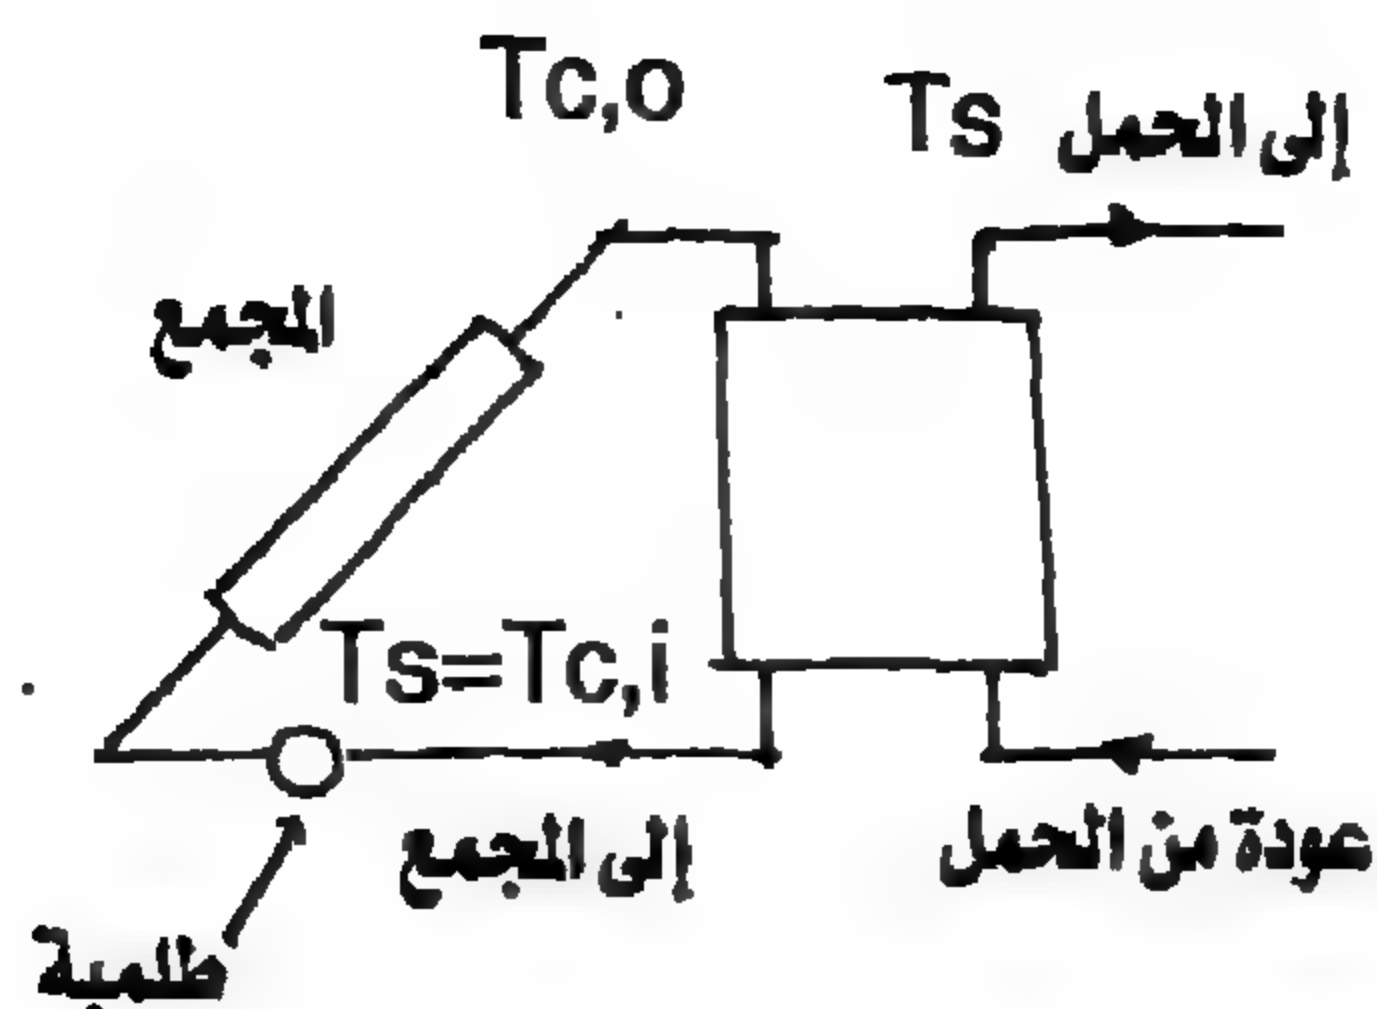 Tc,o
Ts إلى الحمل
المجمع
Ts=Tc,i
إلى المجمع
عودة من الحمل
طلمبة